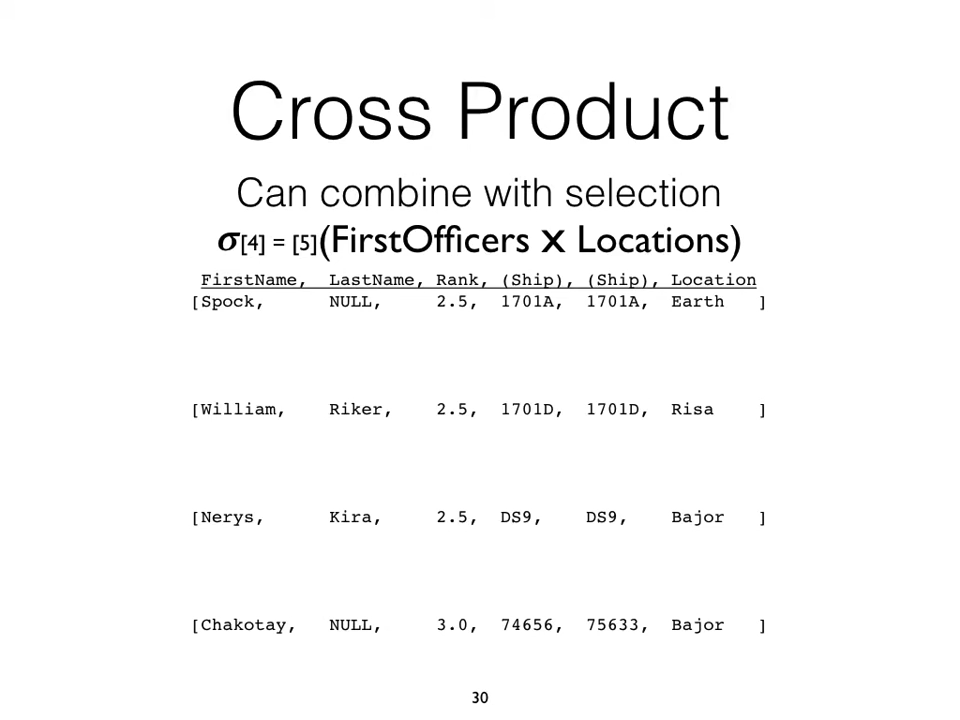 Cross Product
Can combine with selection
σ[4] = [5](FirstOfficers x Locations)
FirstName, LastName, Rank, (Ship), (Ship), Location
[Spock, NULL, 2.5, 1701A, 1701A, Earth ]
[William, Riker, 2.5, 1701D, 1701D, Risa ]
[Nerys, Kira, 2.5, DS9, DS9, Bajor ]
[Chakotay, NULL, 3.0, 74656, 75633, Bajor ]
30